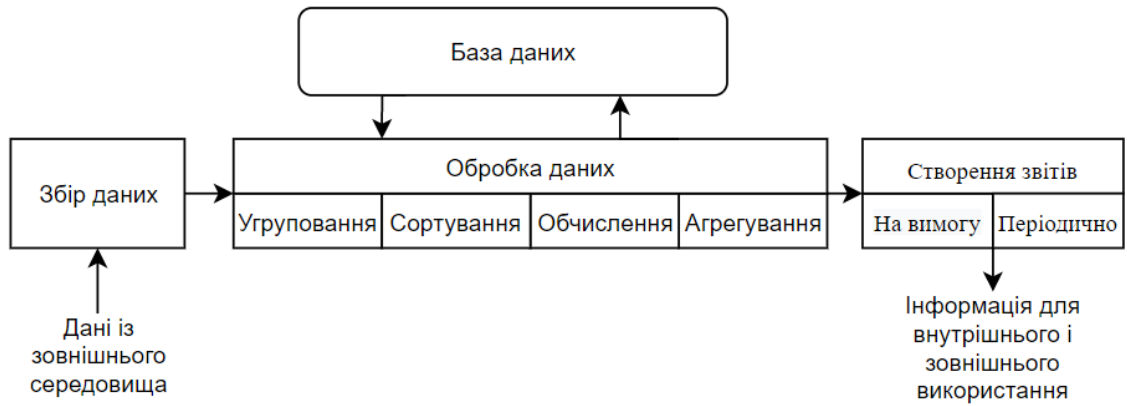 База даних
Збір даних
Обробка даних
Угруповання
Сортування
Обчислення
Агрегування
Створення звітів
На вимогу
Періодично
Дані із
зовнішнього
середовища
Інформація для
внутрішнього і
зовнішнього
використання